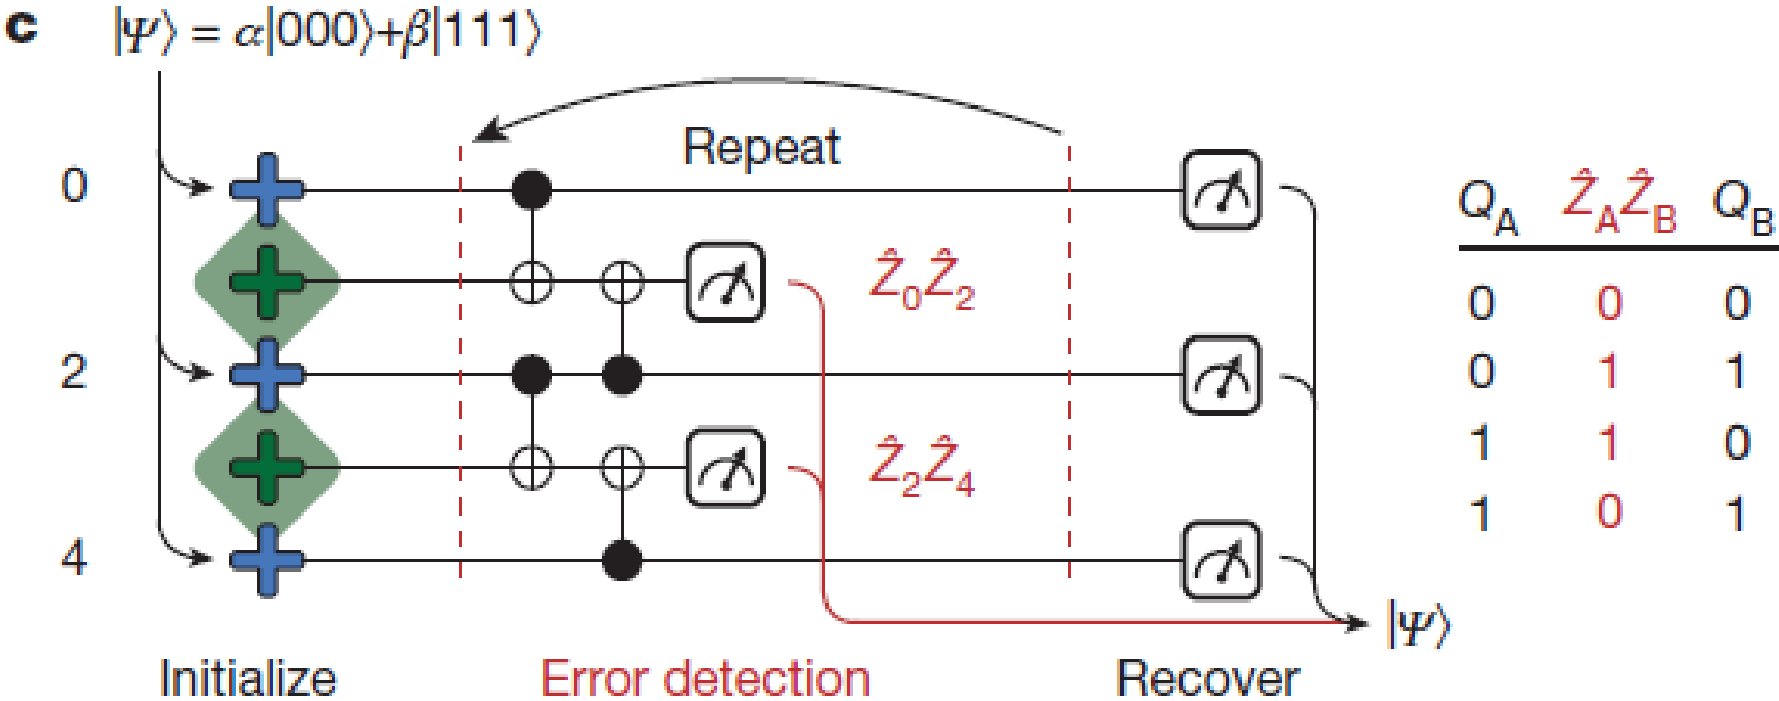 c
|Ψ⟩ = α|000⟩+β|111⟩
Repeat
0
Q_A Ẑ_AẐ_B Q_B
Ẑ_0Ẑ_2
0 0 0
2
0 1 1
1 1 0
Ẑ_2Ẑ_4
1 0 1
4
|Ψ⟩
Initialize
Error detection
Recover